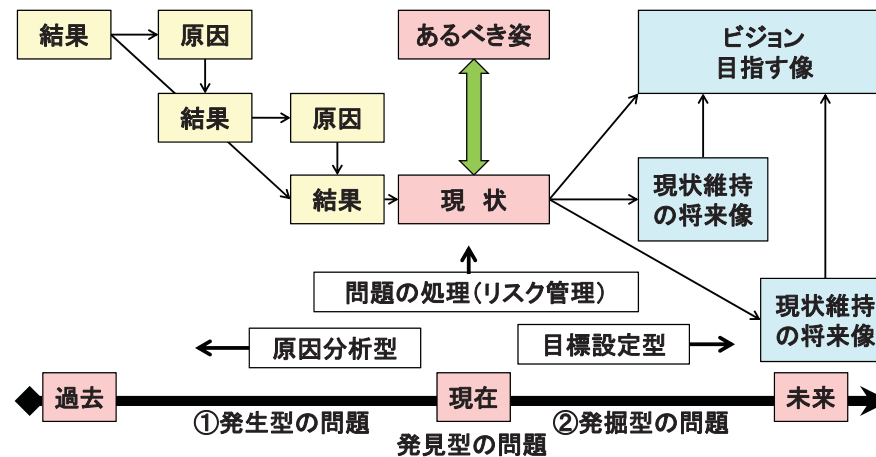 結果
原因
あるべき姿
ビジョン
目指す像
結果
原因
結果
現　状
現状維持
の将来像
問題の処理(リスク管理)
現状維持
の将来像
原因分析型
目標設定型
過去
現在
未来
①発生型の問題
②発掘型の問題
発見型の問題